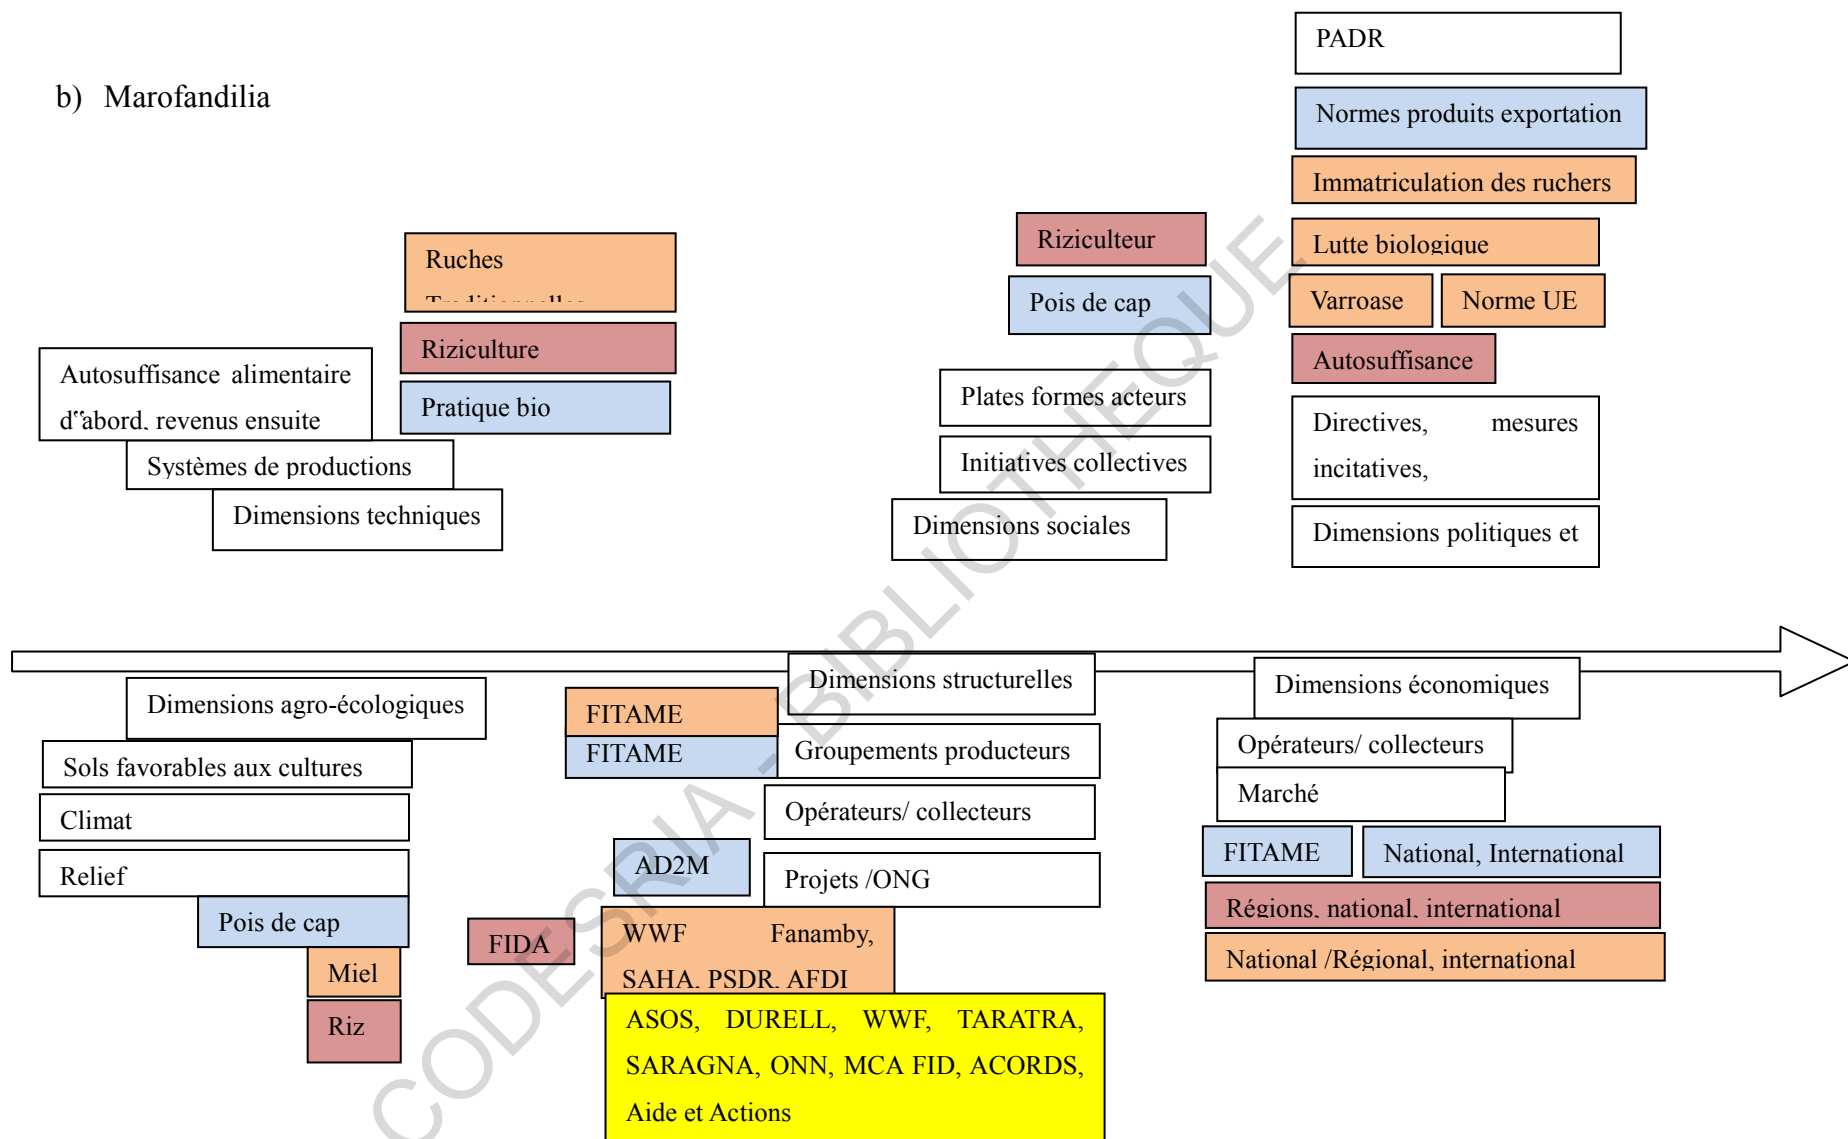 b) Marofandilia
PADR
Normes produits exportation
Immatriculation des ruchers
Lutte biologique
Varroase
Norme UE
Autosuffisance
Directives, mesures
incitatives,
Dimensions politiques et
Riziculteur
Pois de cap
Plates formes acteurs
Initiatives collectives
Dimensions sociales
Ruches
Traditionnelles
Riziculture
Pratique bio
Autosuffisance alimentaire
d‟abord, revenus ensuite
Systèmes de productions
Dimensions techniques
Dimensions agro-écologiques
Sols favorables aux cultures
Climat
Relief
Pois de cap
Miel
Riz
Dimensions structurelles
FITAME
FITAME
Groupements producteurs
Opérateurs/ collecteurs
AD2M
Projets /ONG
FIDA
WWF Fanamby,
SAHA, PSDR, AFDI
ASOS, DURELL, WWF, TARATRA,
SARAGNA, ONN, MCA FID, ACORDS,
Aide et Actions
Dimensions économiques
Opérateurs/ collecteurs
Marché
FITAME
National, International
Régions, national, international
National /Régional, international
CODESRIA - BIBLIOTHEQUE